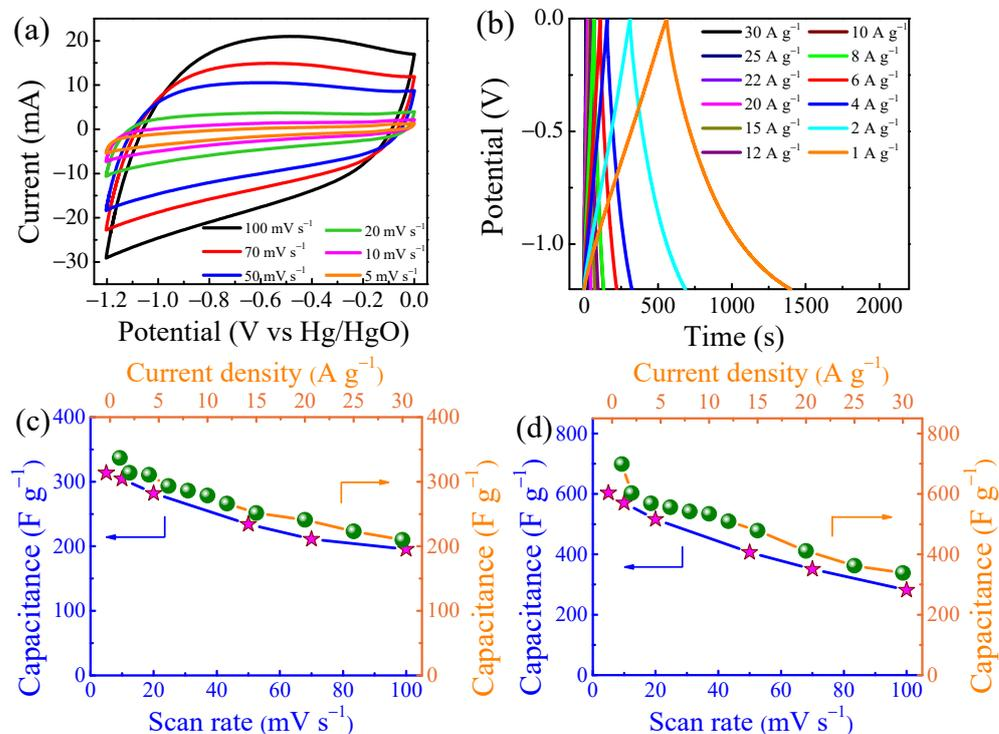 (a)
20
10
0
−10
−20
−30
Current (mA)
100 mV s⁻¹
70 mV s⁻¹
50 mV s⁻¹
20 mV s⁻¹
10 mV s⁻¹
5 mV s⁻¹
−1.2 −1.0 −0.8 −0.6 −0.4 −0.2 0.0
Potential (V vs Hg/HgO)
(b)
0.0
−0.5
−1.0
Potential (V)
30 A g⁻¹
25 A g⁻¹
22 A g⁻¹
20 A g⁻¹
15 A g⁻¹
12 A g⁻¹
10 A g⁻¹
8 A g⁻¹
6 A g⁻¹
4 A g⁻¹
2 A g⁻¹
1 A g⁻¹
0 500 1000 1500 2000
Time (s)
(c)
Current density (A g⁻¹)
0 5 10 15 20 25 30
400
300
200
100
0
Capacitance (F g⁻¹)
400
300
200
100
0
Capacitance (F g⁻¹)
0 20 40 60 80 100
Scan rate (mV s⁻¹)
(d)
Current density (A g⁻¹)
0 5 10 15 20 25 30
800
600
400
200
0
Capacitance (F g⁻¹)
800
600
400
200
0
Capacitance (F g⁻¹)
0 20 40 60 80 100
Scan rate (mV s⁻¹)